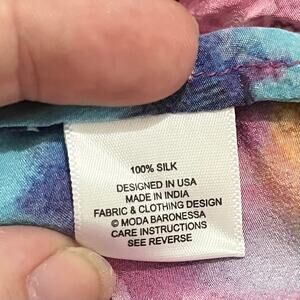 100% SILK
DESIGNED IN USA
MADE IN INDIA
FABRIC & CLOTHING DESIGN
© MODA BARONESSA
CARE INSTRUCTIONS
SEE REVERSE